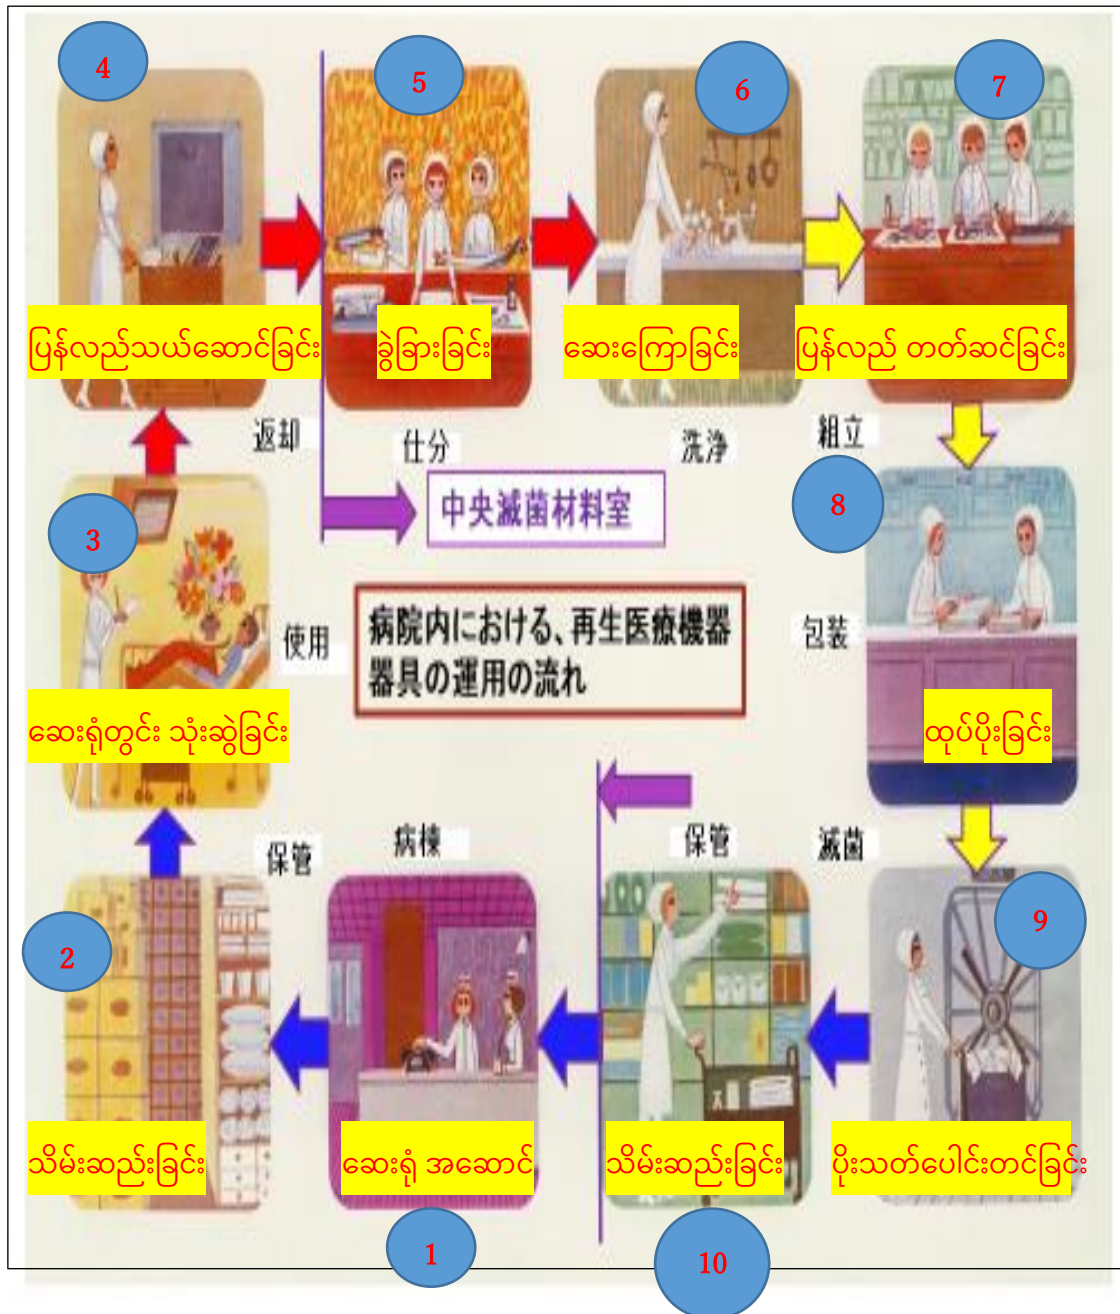 4
5
6
7
ပြန်လည်သယ်ဆောင်ခြင်း
ခွဲခြားခြင်း
ဆေးကြောခြင်း
ပြန်လည် တတ်ဆင်ခြင်း
返却
仕分
洗浄
組立
3
中央滅菌材料室
8
使用
病院内における、再生医療機器
器具の運用の流れ
包装
ဆေးရုံတွင်း သုံးဆွဲခြင်း
ထုပ်ပိုးခြင်း
保管
病棟
保管
滅菌
2
9
သိမ်းဆည်းခြင်း
ဆေးရုံ အဆောင်
သိမ်းဆည်းခြင်း
ပိုးသတ်ပေါင်းတင်ခြင်း
1
10